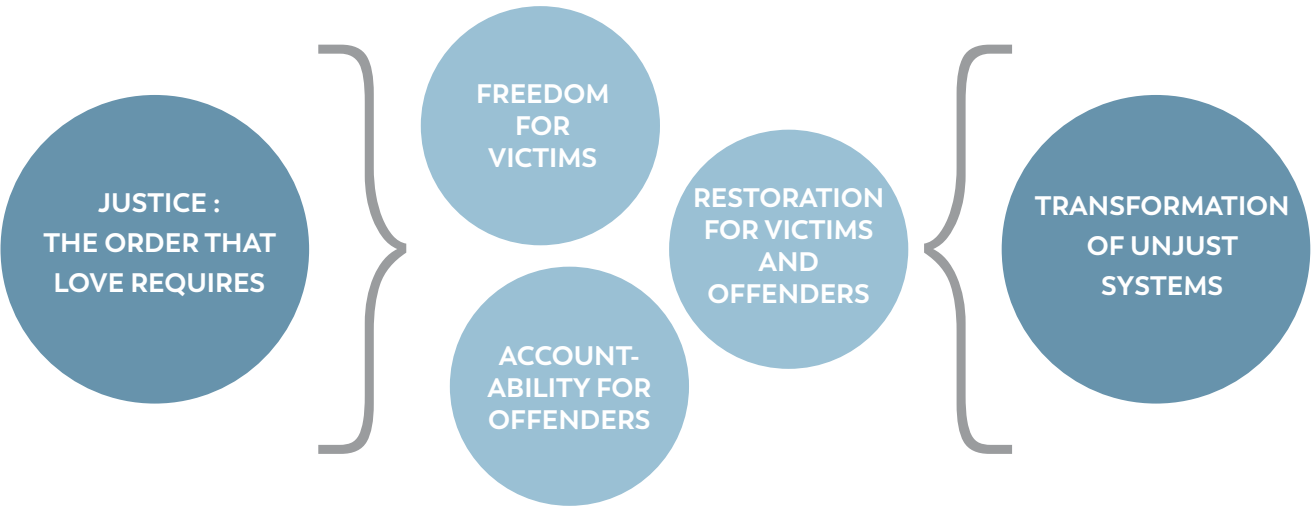 JUSTICE :
THE ORDER THAT
LOVE REQUIRES
FREEDOM
FOR
VICTIMS
ACCOUNT-
ABILITY FOR
OFFENDERS
RESTORATION
FOR VICTIMS
AND
OFFENDERS
TRANSFORMATION
OF UNJUST
SYSTEMS